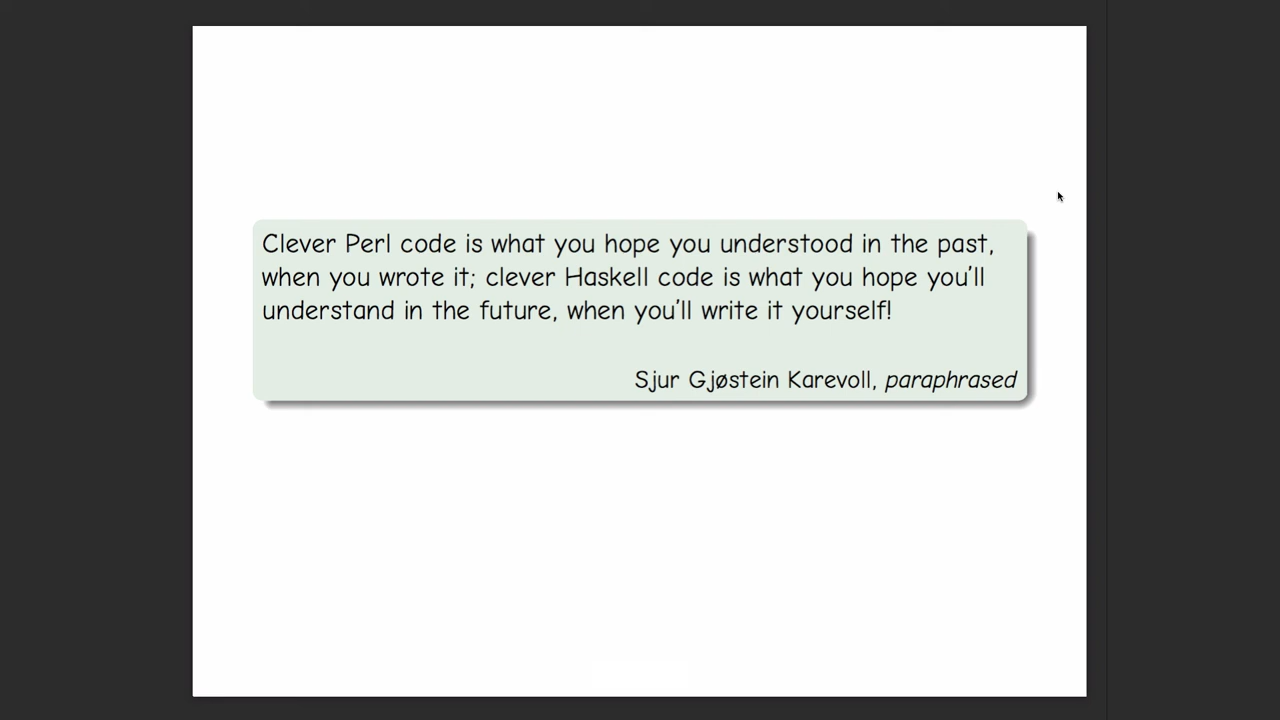 Clever Perl code is what you hope you understood in the past,
when you wrote it; clever Haskell code is what you hope you'll
understand in the future, when you'll write it yourself!
Sjur Gjøstein Karevoll, paraphrased